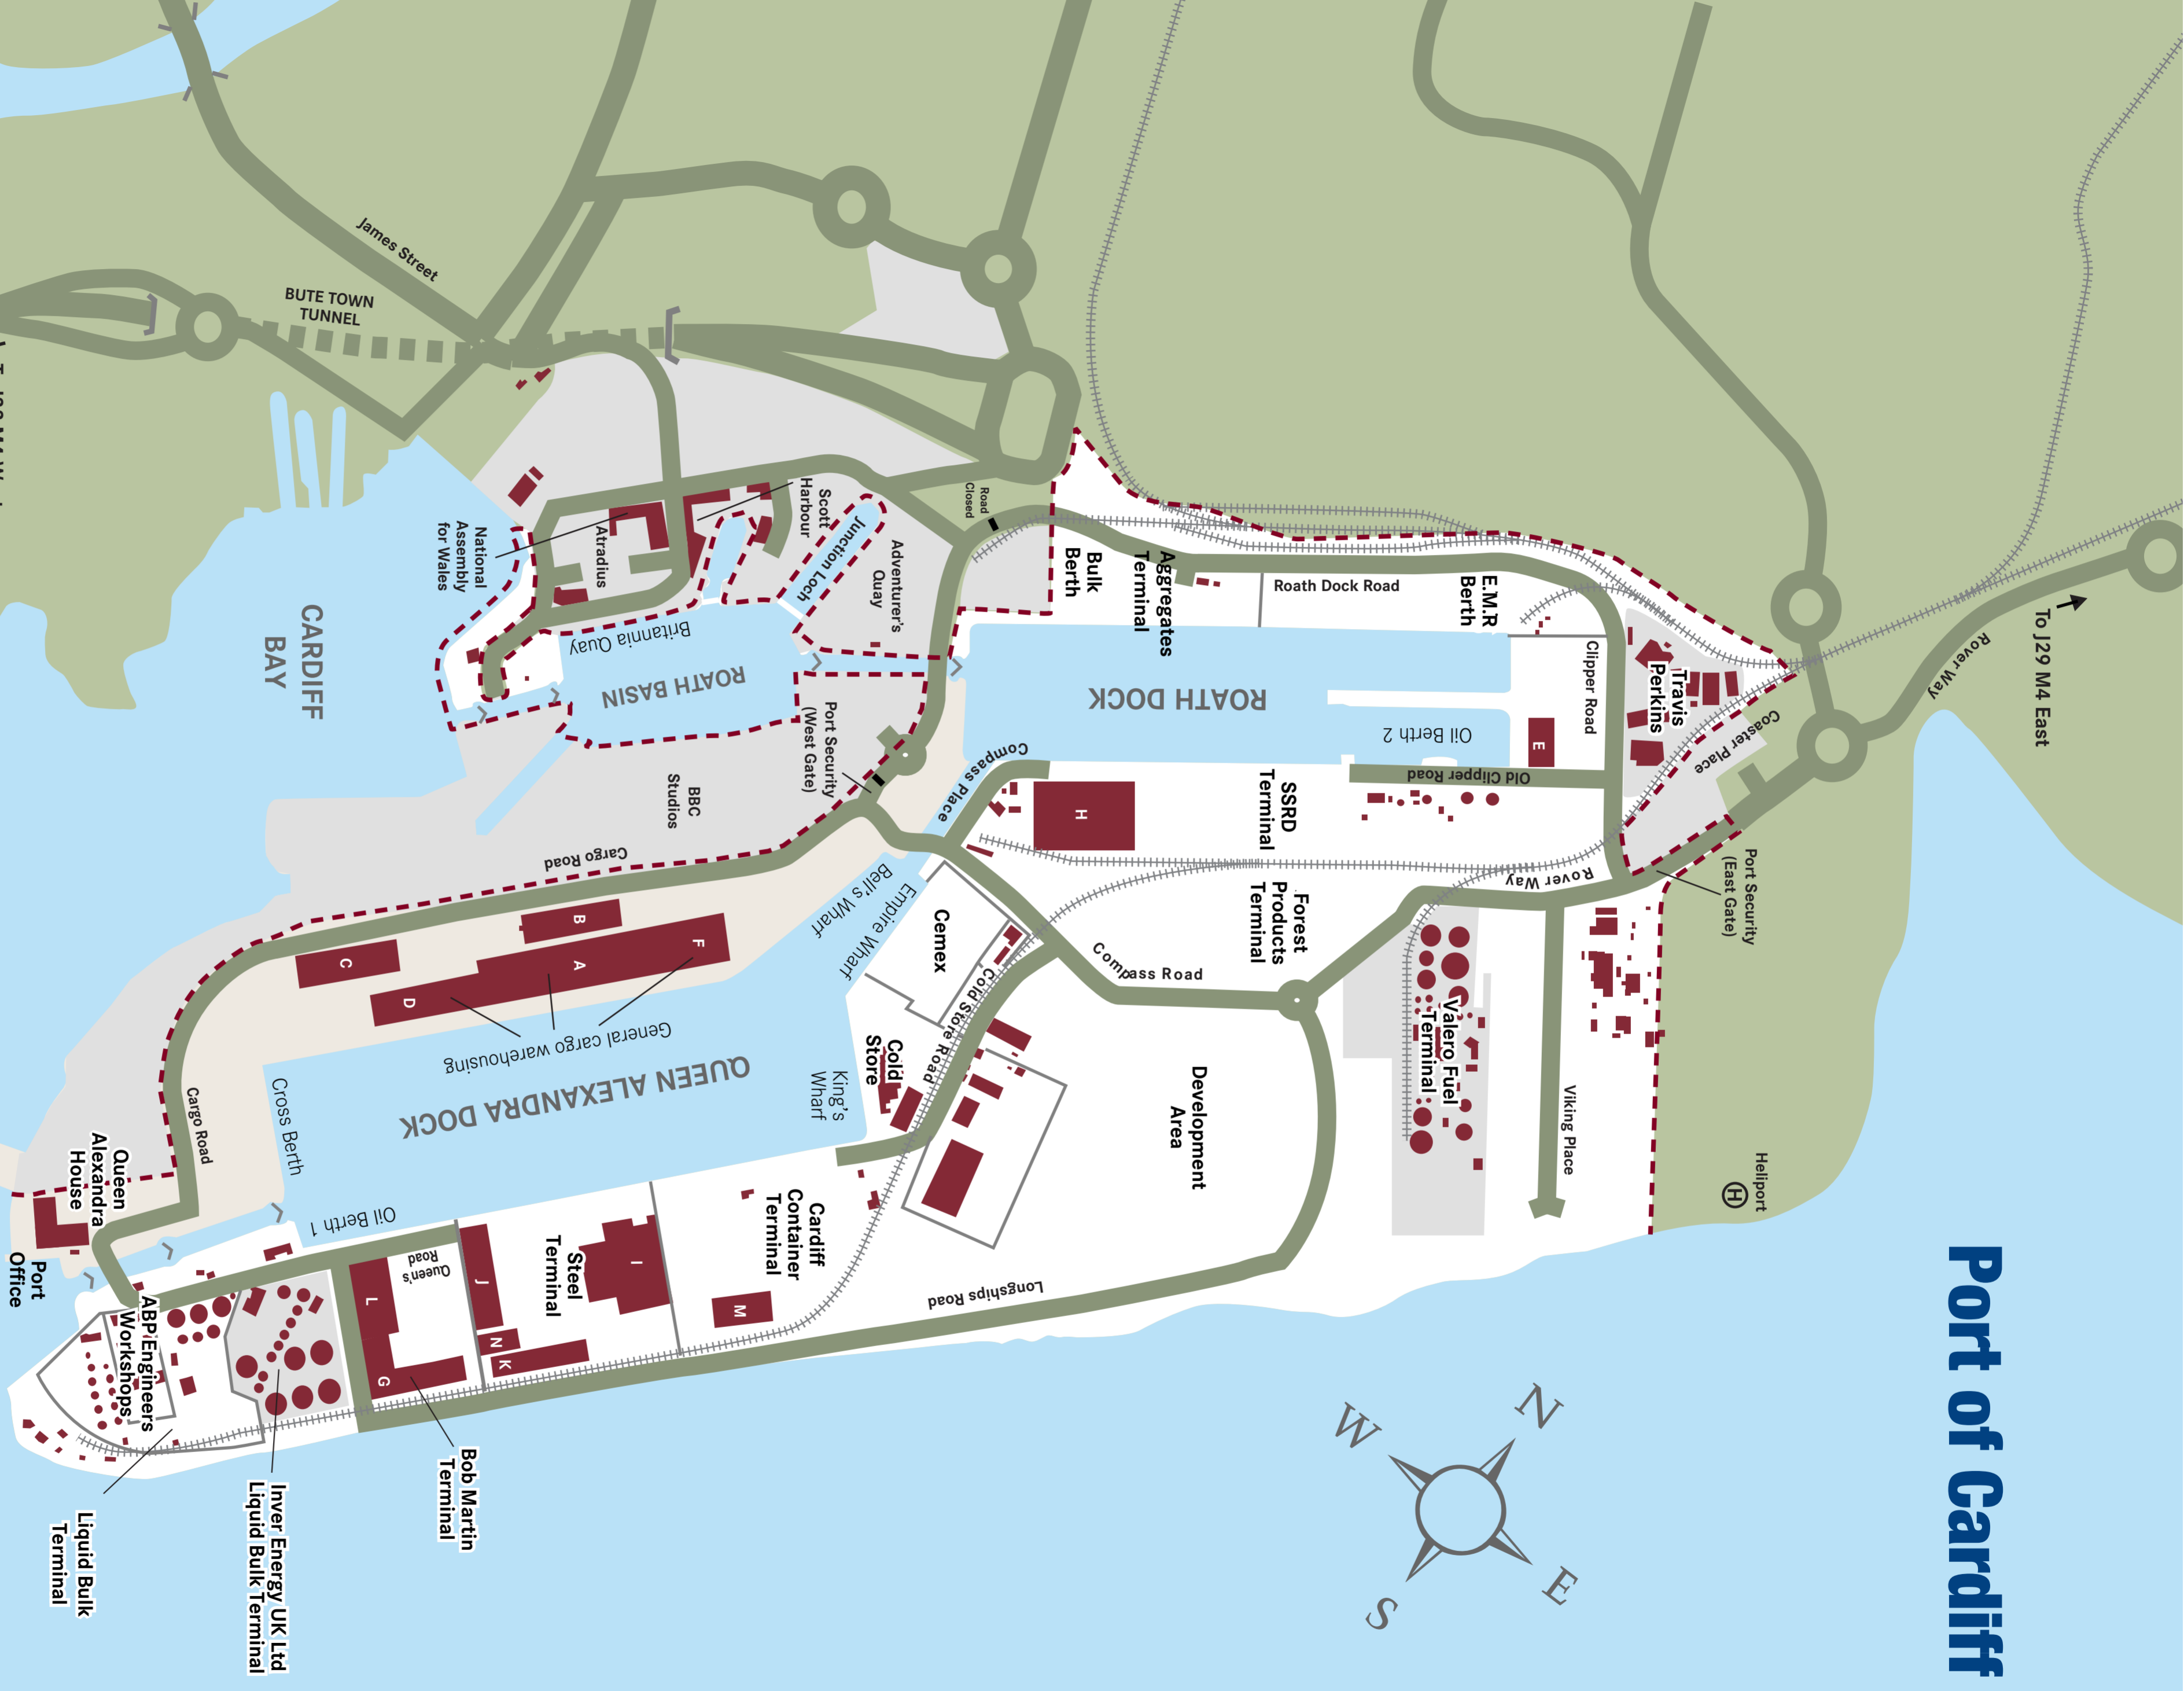 Port of Cardiff
To J29 M4 East
Rover Way
Heliport
H
Port Security
(East Gate)
Coaster Place
Travis
Perkins
Clipper Road
E.M.R
Berth
Roath Dock Road
Aggregates
Terminal
Bulk
Berth
Road
Closed
ROATH DOCK
Oil Berth 2
E
Old Clipper Road
Rover Way
Viking Place
Valero Fuel
Terminal
SSRD
Terminal
H
Compass Place
Forest
Products
Terminal
Compass Road
Development
Area
Longships Road
Cemex
Cold Store Road
Cold
Store
Empire Wharf
Bell's Wharf
King's
Wharf
Port Security
(West Gate)
Adventurer's
Quay
Junction Loch
Scott
Harbour
Atradius
National
Assembly
for Wales
Britannia Quay
ROATH BASIN
BBC
Studios
CARDIFF
BAY
James Street
BUTE TOWN
TUNNEL
Cargo Road
B
F
A
C
D
General cargo warehousing
QUEEN ALEXANDRA DOCK
Cross Berth
Cargo Road
Queen
Alexandra
House
Port
Office
Oil Berth 1
Queen's
Road
Cardiff
Container
Terminal
M
Steel
Terminal
I
J
N
K
L
G
ABP Engineers
Workshops
Bob Martin
Terminal
Inver Energy UK Ltd
Liquid Bulk Terminal
Liquid Bulk
Terminal
N
E
S
W